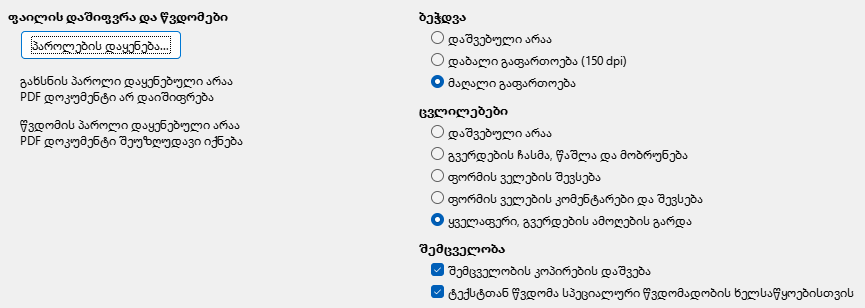 ფაილის დაშიფვრა და წვდომები
პაროლების დაყენება...
გახსნის პაროლი დაყენებული არაა
PDF დოკუმენტი არ დაიშიფრება
წვდომის პაროლი დაყენებული არაა
PDF დოკუმენტი შეუზღუდავი იქნება
ბეჭდვა
დაშვებული არაა
დაბალი გაფართოება (150 dpi)
მაღალი გაფართოება
ცვლილებები
დაშვებული არაა
გვერდების ჩასმა, წაშლა და მობრუნება
ფორმის ველების შევსება
ფორმის ველების კომენტარები და შევსება
ყველაფერი, გვერდების ამოღების გარდა
შემცველობა
შემცველობის კოპირების დაშვება
ტექსტთან წვდომა სპეციალური წვდომადობის ხელსაწყოებისთვის